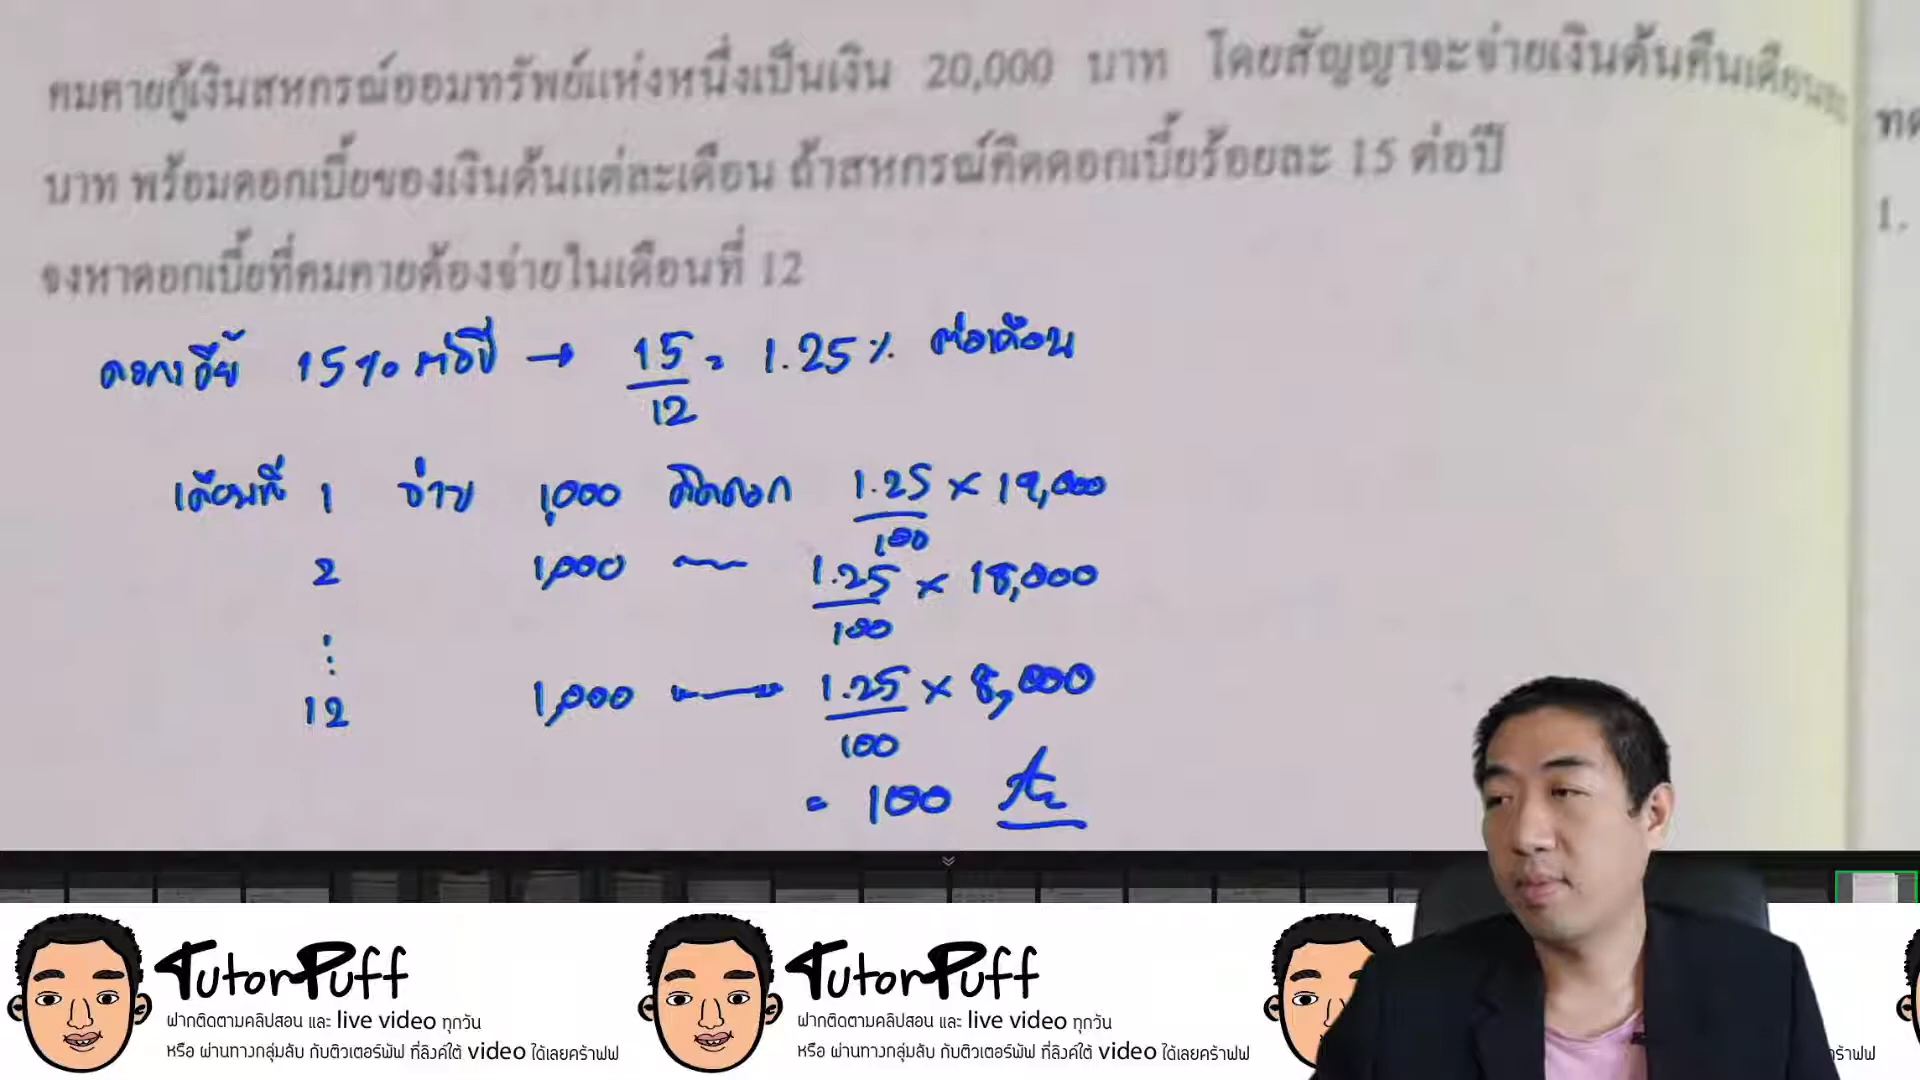 คมคายกู้เงินสหกรณ์ออมทรัพย์แห่งหนึ่งเป็นเงิน 20,000 บาท โดยสัญญาจะจ่ายเงินต้นคืนเดือนละ
บาท พร้อมดอกเบี้ยของเงินต้นแต่ละเดือน ถ้าสหกรณ์คิดดอกเบี้ยร้อยละ 15 ต่อปี
จงหาดอกเบี้ยที่คมคายต้องจ่ายในเดือนที่ 12
1.
ดอกเบี้ย 15% ต่อปี → 15/12 = 1.25% ต่อเดือน
เดือนที่ 1 จ่าย 1,000 คิดดอก 1.25/100 × 19,000
2 1,000 1.25/100 × 18,000
⋮
12 1,000 1.25/100 × 8,000
= 100
TutorPuff
ฝากติดตามคลิปสอน และ live video ทุกวัน
หรือ ผ่านทางกลุ่มลับ กับติวเตอร์พัฟ ที่ลิงค์ใต้ video ได้เลยคร้าฟฟ
TutorPuff
ฝากติดตามคลิปสอน และ live video ทุกวัน
หรือ ผ่านทางกลุ่มลับ กับติวเตอร์พัฟ ที่ลิงค์ใต้ video ได้เลยคร้าฟฟ